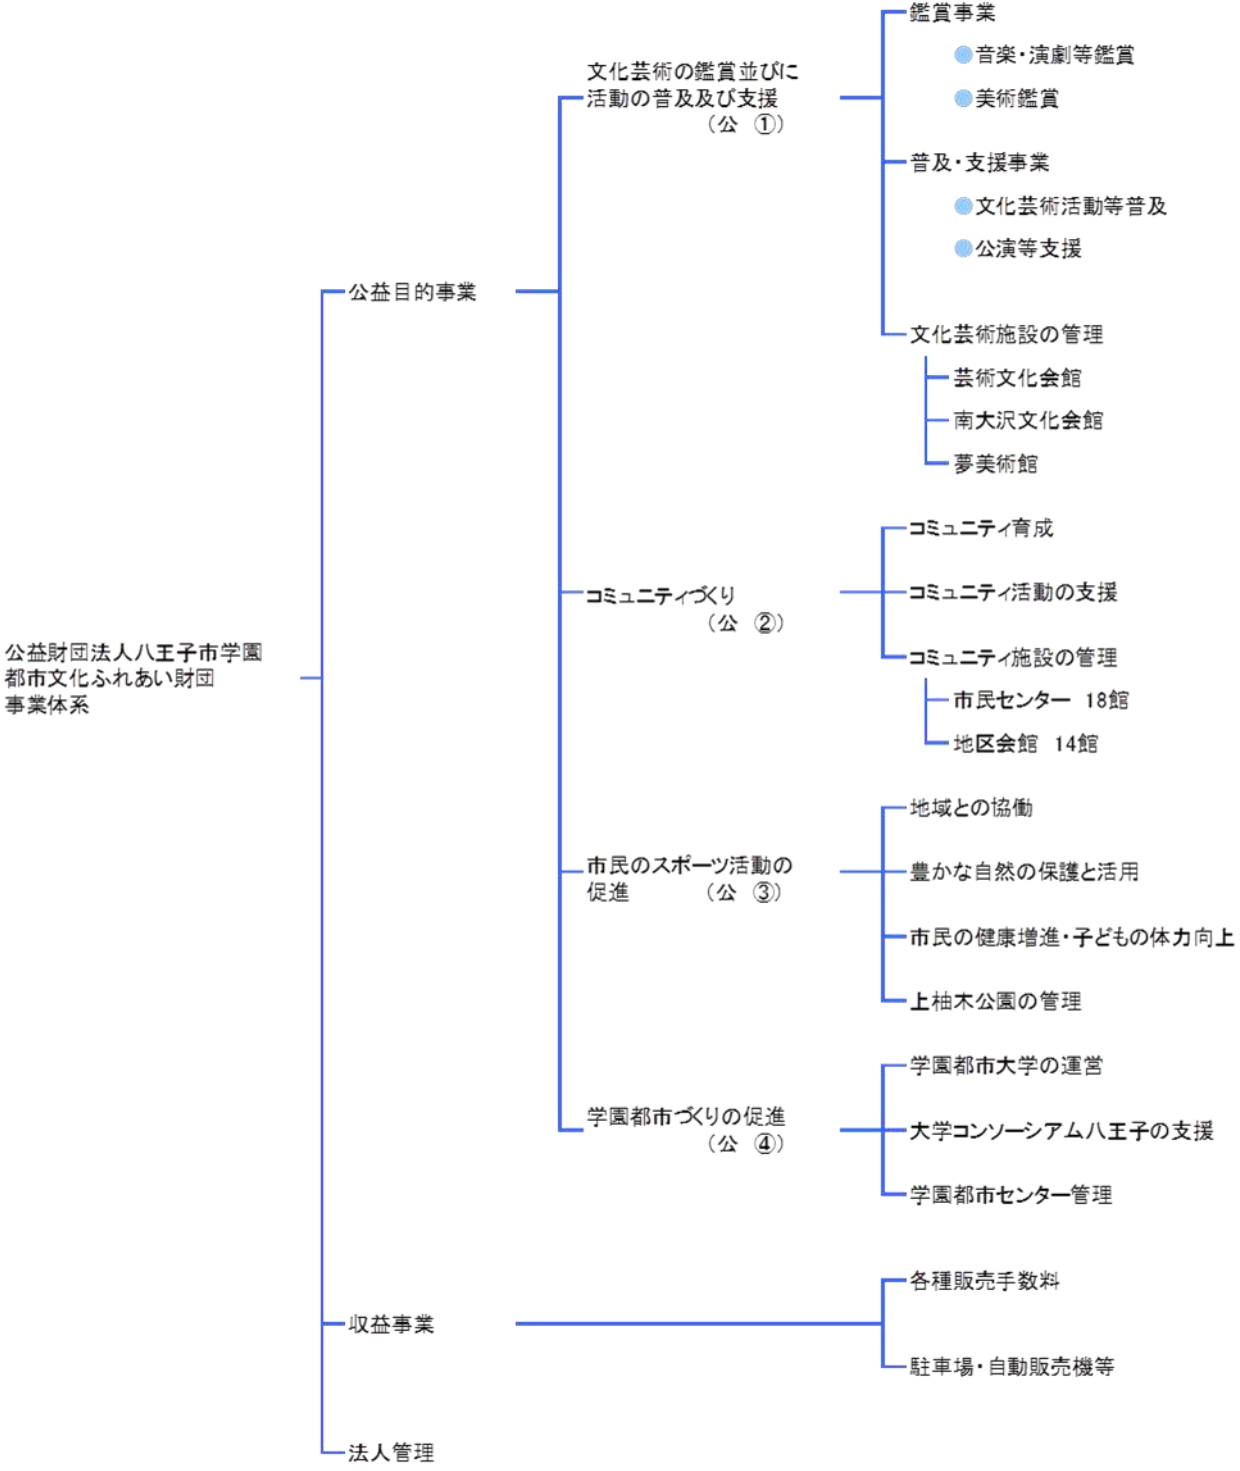 鑑賞事業
音楽・演劇等鑑賞
美術鑑賞
文化芸術の鑑賞並びに
活動の普及及び支援
（公　①）
普及・支援事業
文化芸術活動等普及
公演等支援
公益目的事業
文化芸術施設の管理
芸術文化会館
南大沢文化会館
夢美術館
コミュニティ育成
コミュニティづくり
（公　②）
コミュニティ活動の支援
コミュニティ施設の管理
市民センター　18館
地区会館　14館
公益財団法人八王子市学園
都市文化ふれあい財団
事業体系
地域との協働
市民のスポーツ活動の
促進　（公　③）
豊かな自然の保護と活用
市民の健康増進・子どもの体力向上
上柚木公園の管理
学園都市大学の運営
学園都市づくりの促進
（公　④）
大学コンソーシアム八王子の支援
学園都市センター管理
各種販売手数料
収益事業
駐車場・自動販売機等
法人管理